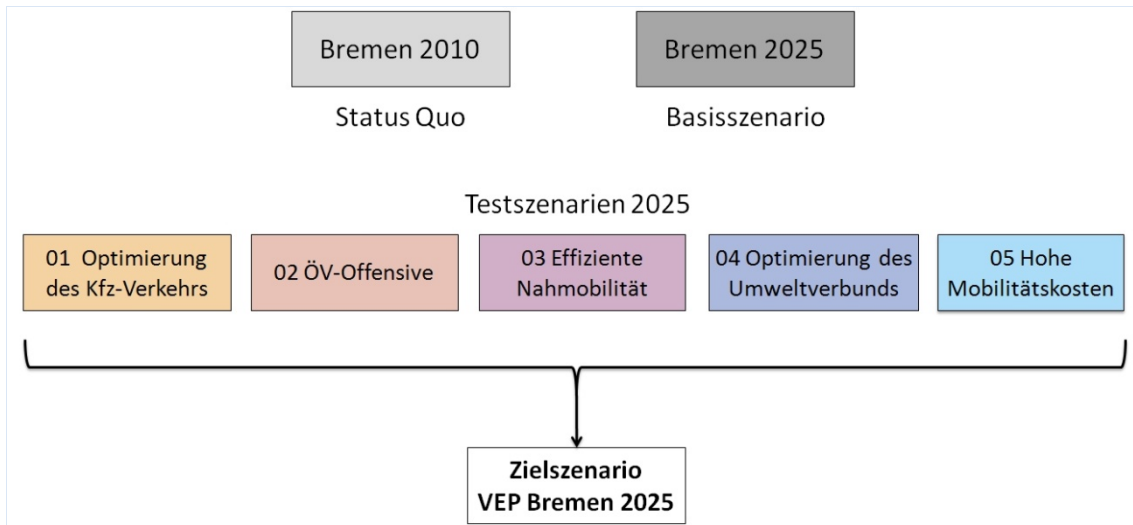 Bremen 2010
Bremen 2025
Status Quo
Basisszenario
Testszenarien 2025
01 Optimierung
des Kfz-Verkehrs
02 ÖV-Offensive
03 Effiziente
Nahmobilität
04 Optimierung des
Umweltverbunds
05 Hohe
Mobilitätskosten
Zielszenario
VEP Bremen 2025